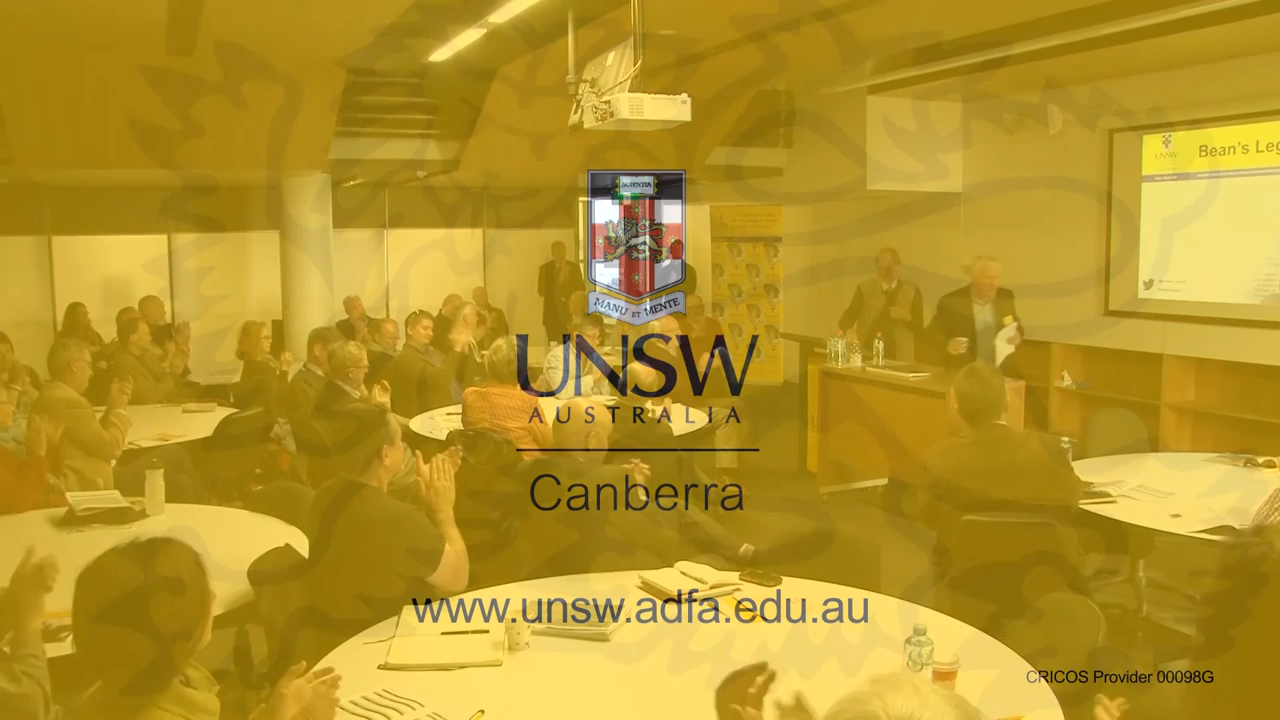 UNSW
Bean's Leg
SCIENTIA
MANU ET MENTE
UNSW
AUSTRALIA
Canberra
www.unsw.adfa.edu.au
CRICOS Provider 00098G